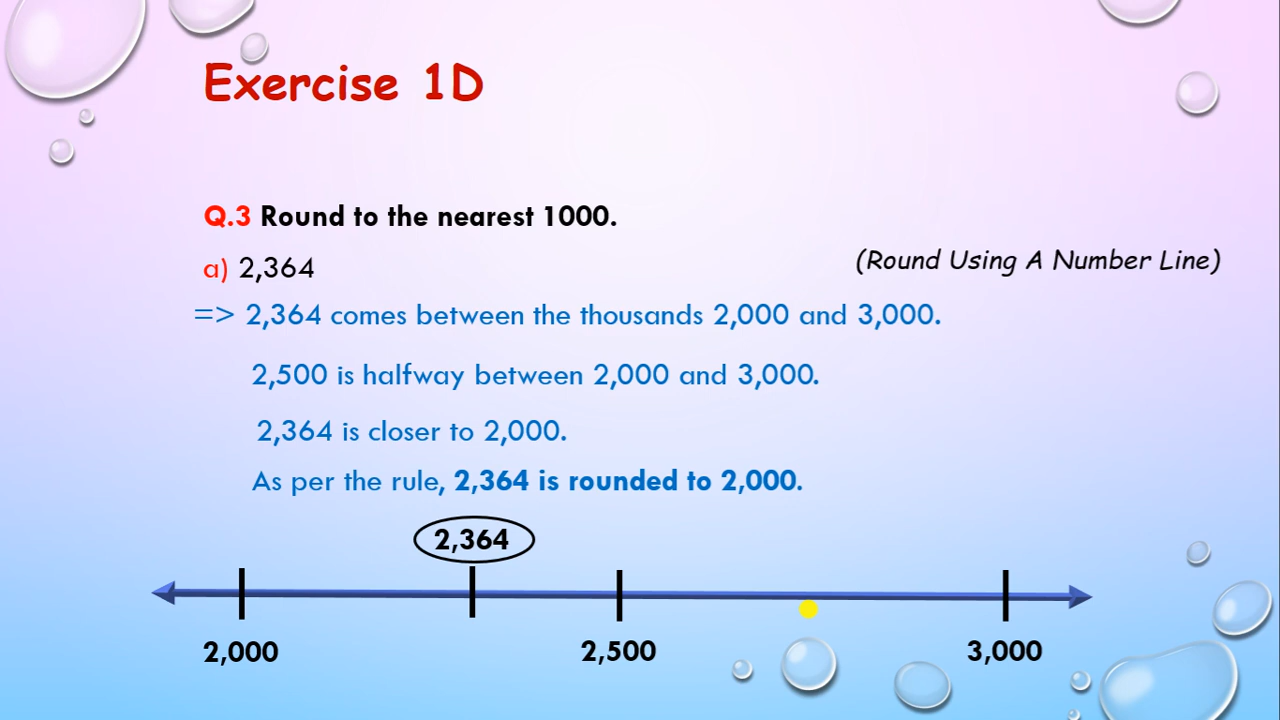 Exercise 1D
Q.3 Round to the nearest 1000.
a) 2,364
(Round Using A Number Line)
=> 2,364 comes between the thousands 2,000 and 3,000.
2,500 is halfway between 2,000 and 3,000.
2,364 is closer to 2,000.
As per the rule, 2,364 is rounded to 2,000.
2,364
2,000 2,500 3,000